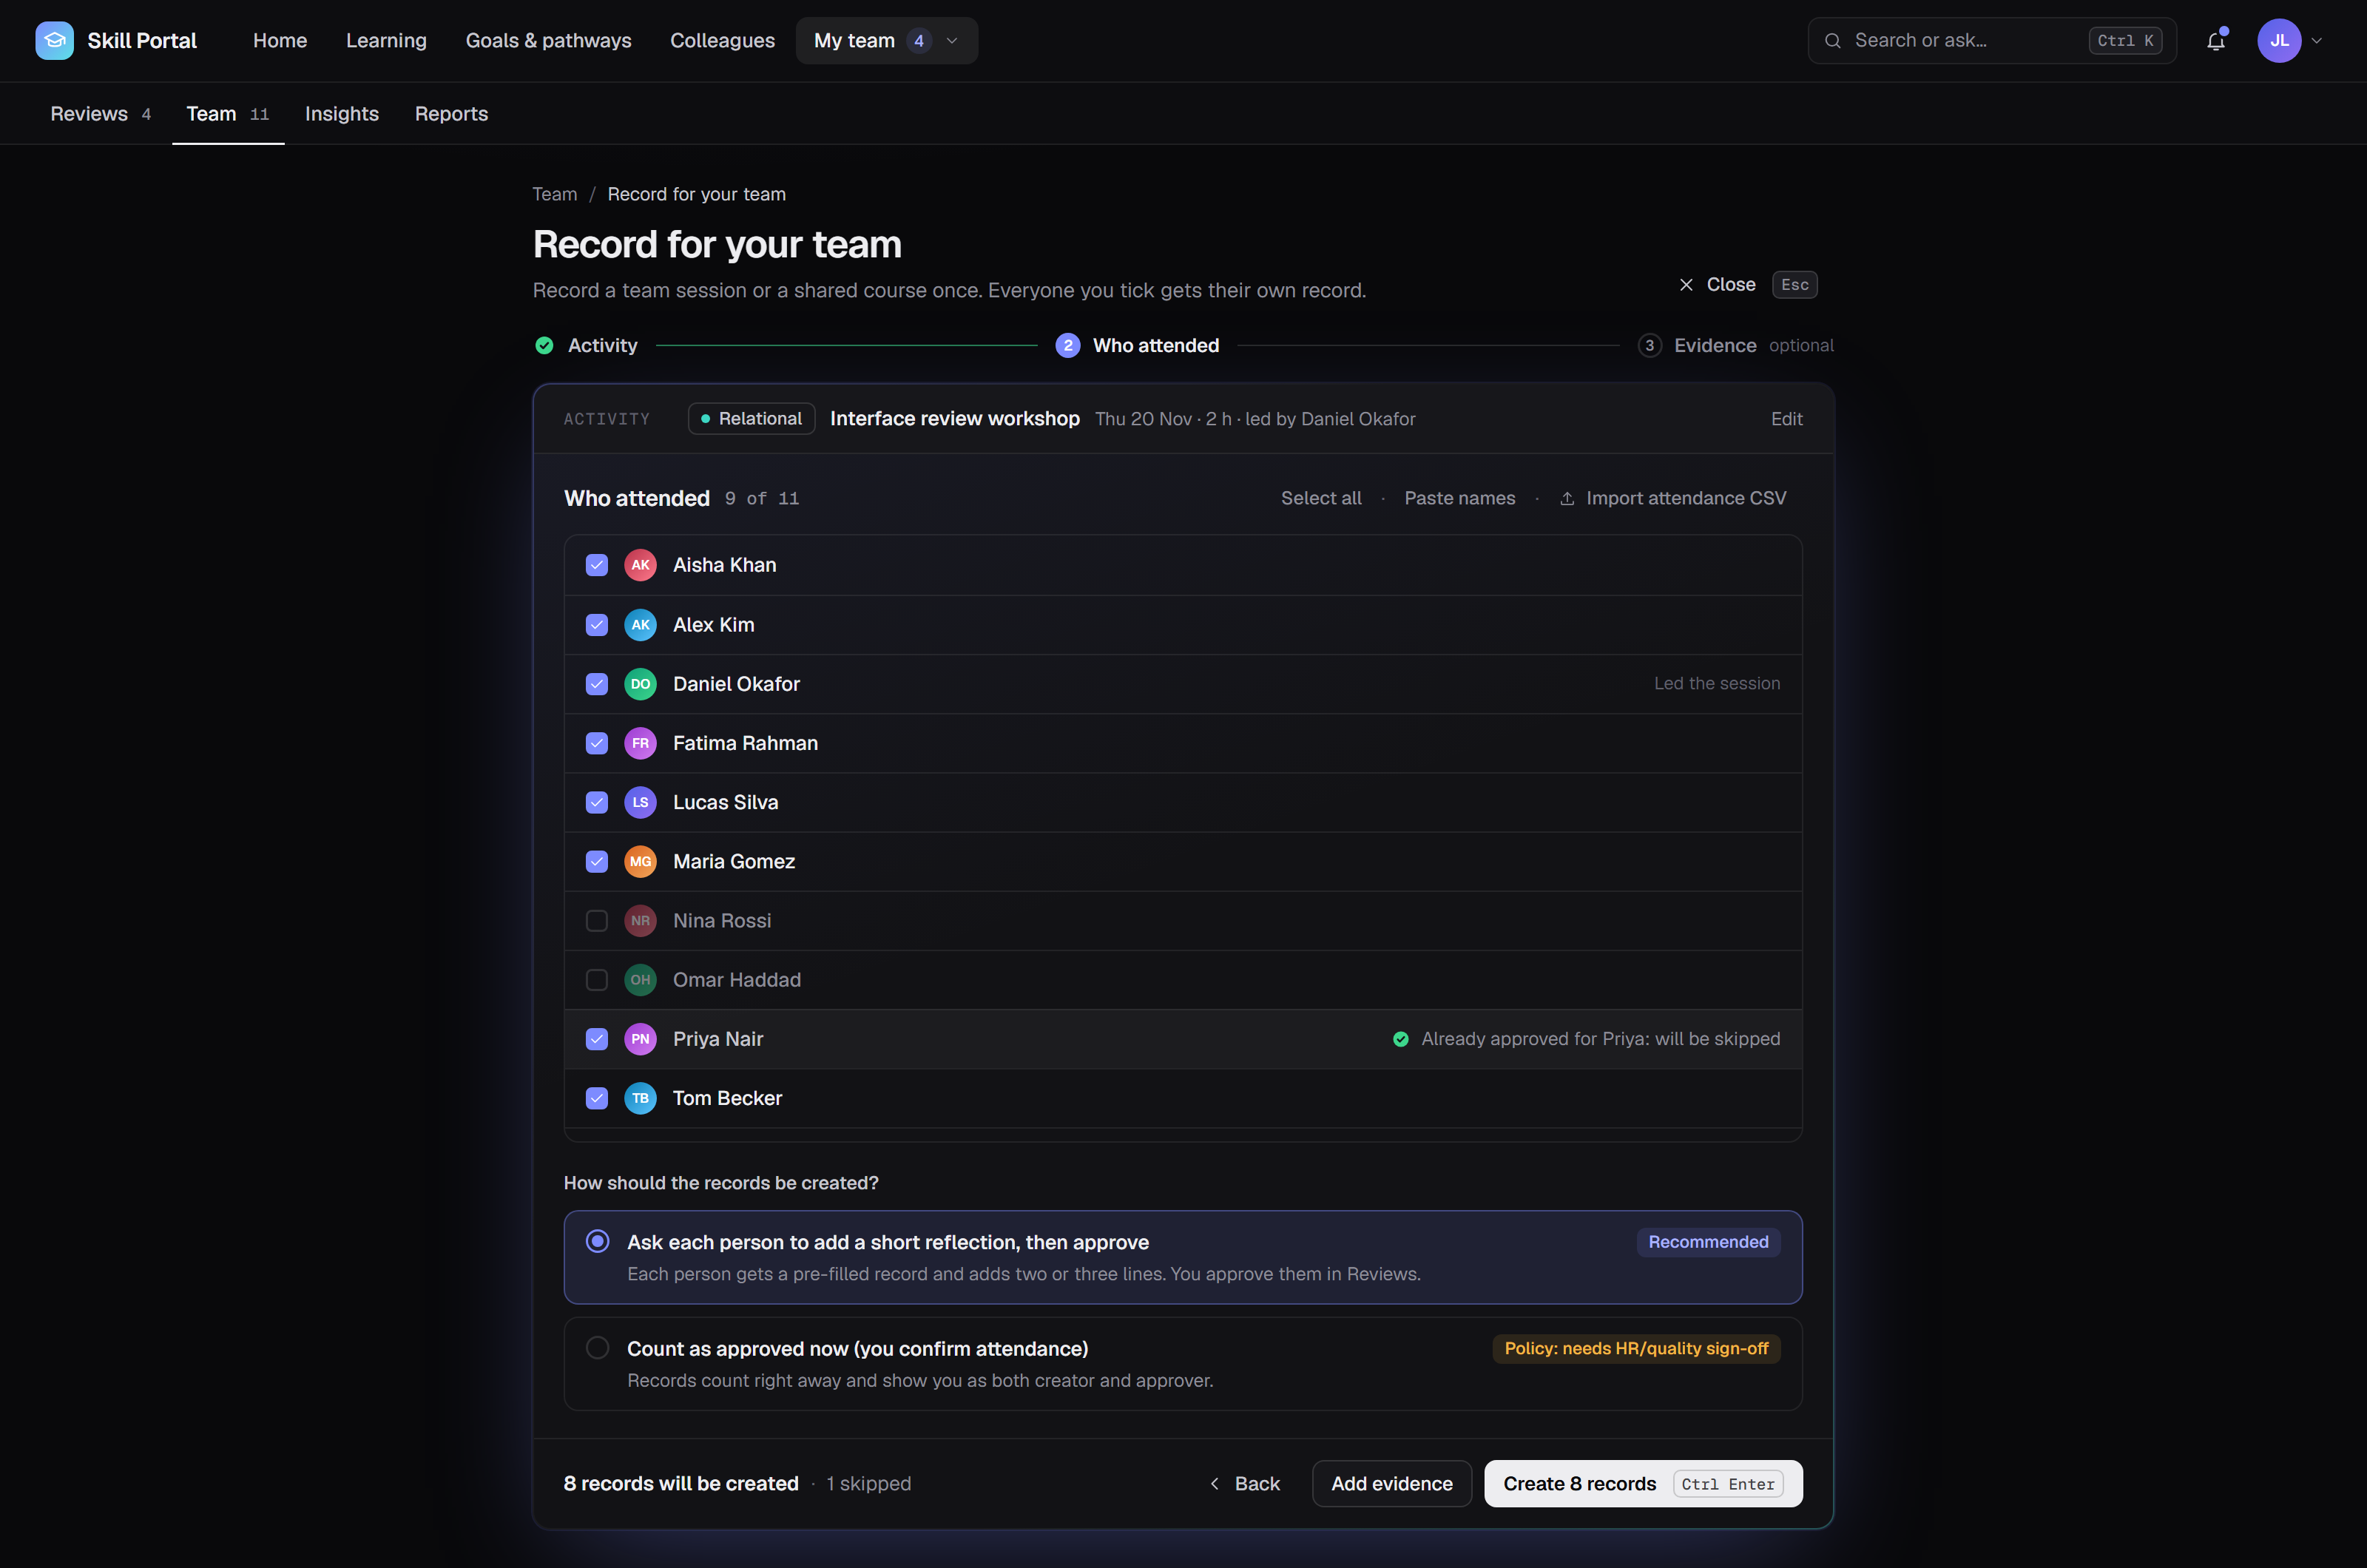 Skill Portal
Home
Learning
Goals & pathways
Colleagues
My team 4
Search or ask...
Ctrl K
JL
Reviews 4
Team 11
Insights
Reports
Team / Record for your team
Record for your team
Record a team session or a shared course once. Everyone you tick gets their own record.
Close Esc
Activity
2 Who attended
3 Evidence optional
ACTIVITY
Relational
Interface review workshop
Thu 20 Nov · 2 h · led by Daniel Okafor
Edit
Who attended 9 of 11
Select all · Paste names · Import attendance CSV
AK Aisha Khan
AK Alex Kim
DO Daniel Okafor Led the session
FR Fatima Rahman
LS Lucas Silva
MG Maria Gomez
NR Nina Rossi
OH Omar Haddad
PN Priya Nair Already approved for Priya: will be skipped
TB Tom Becker
How should the records be created?
Ask each person to add a short reflection, then approve Recommended
Each person gets a pre-filled record and adds two or three lines. You approve them in Reviews.
Count as approved now (you confirm attendance) Policy: needs HR/quality sign-off
Records count right away and show you as both creator and approver.
8 records will be created · 1 skipped
Back
Add evidence
Create 8 records Ctrl Enter